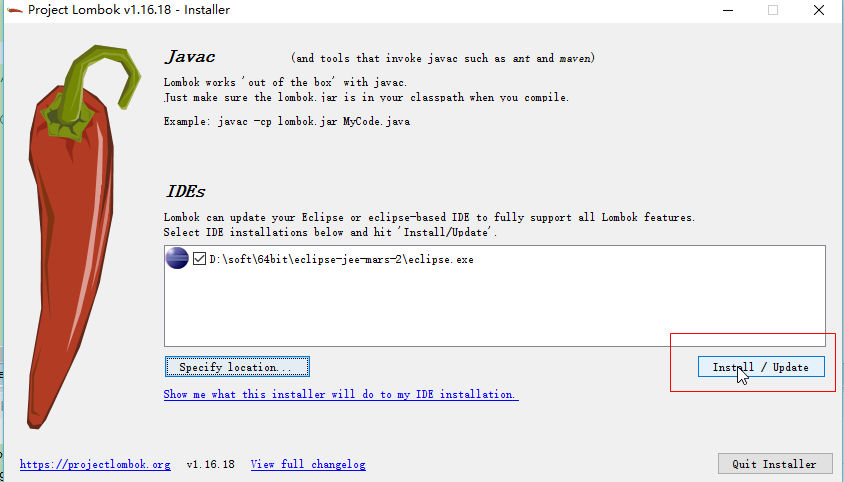 Project Lombok v1.16.18 - Installer
Javac (and tools that invoke javac such as ant and maven)
Lombok works 'out of the box' with javac.
Just make sure the lombok.jar is in your classpath when you compile.
Example: javac -cp lombok.jar MyCode.java
IDEs
Lombok can update your Eclipse or eclipse-based IDE to fully support all Lombok features.
Select IDE installations below and hit 'Install/Update'.
D:\soft\64bit\eclipse-jee-mars-2\eclipse.exe
Specify location... Install / Update
Show me what this installer will do to my IDE installation.
https://projectlombok.org v1.16.18 View full changelog Quit Installer